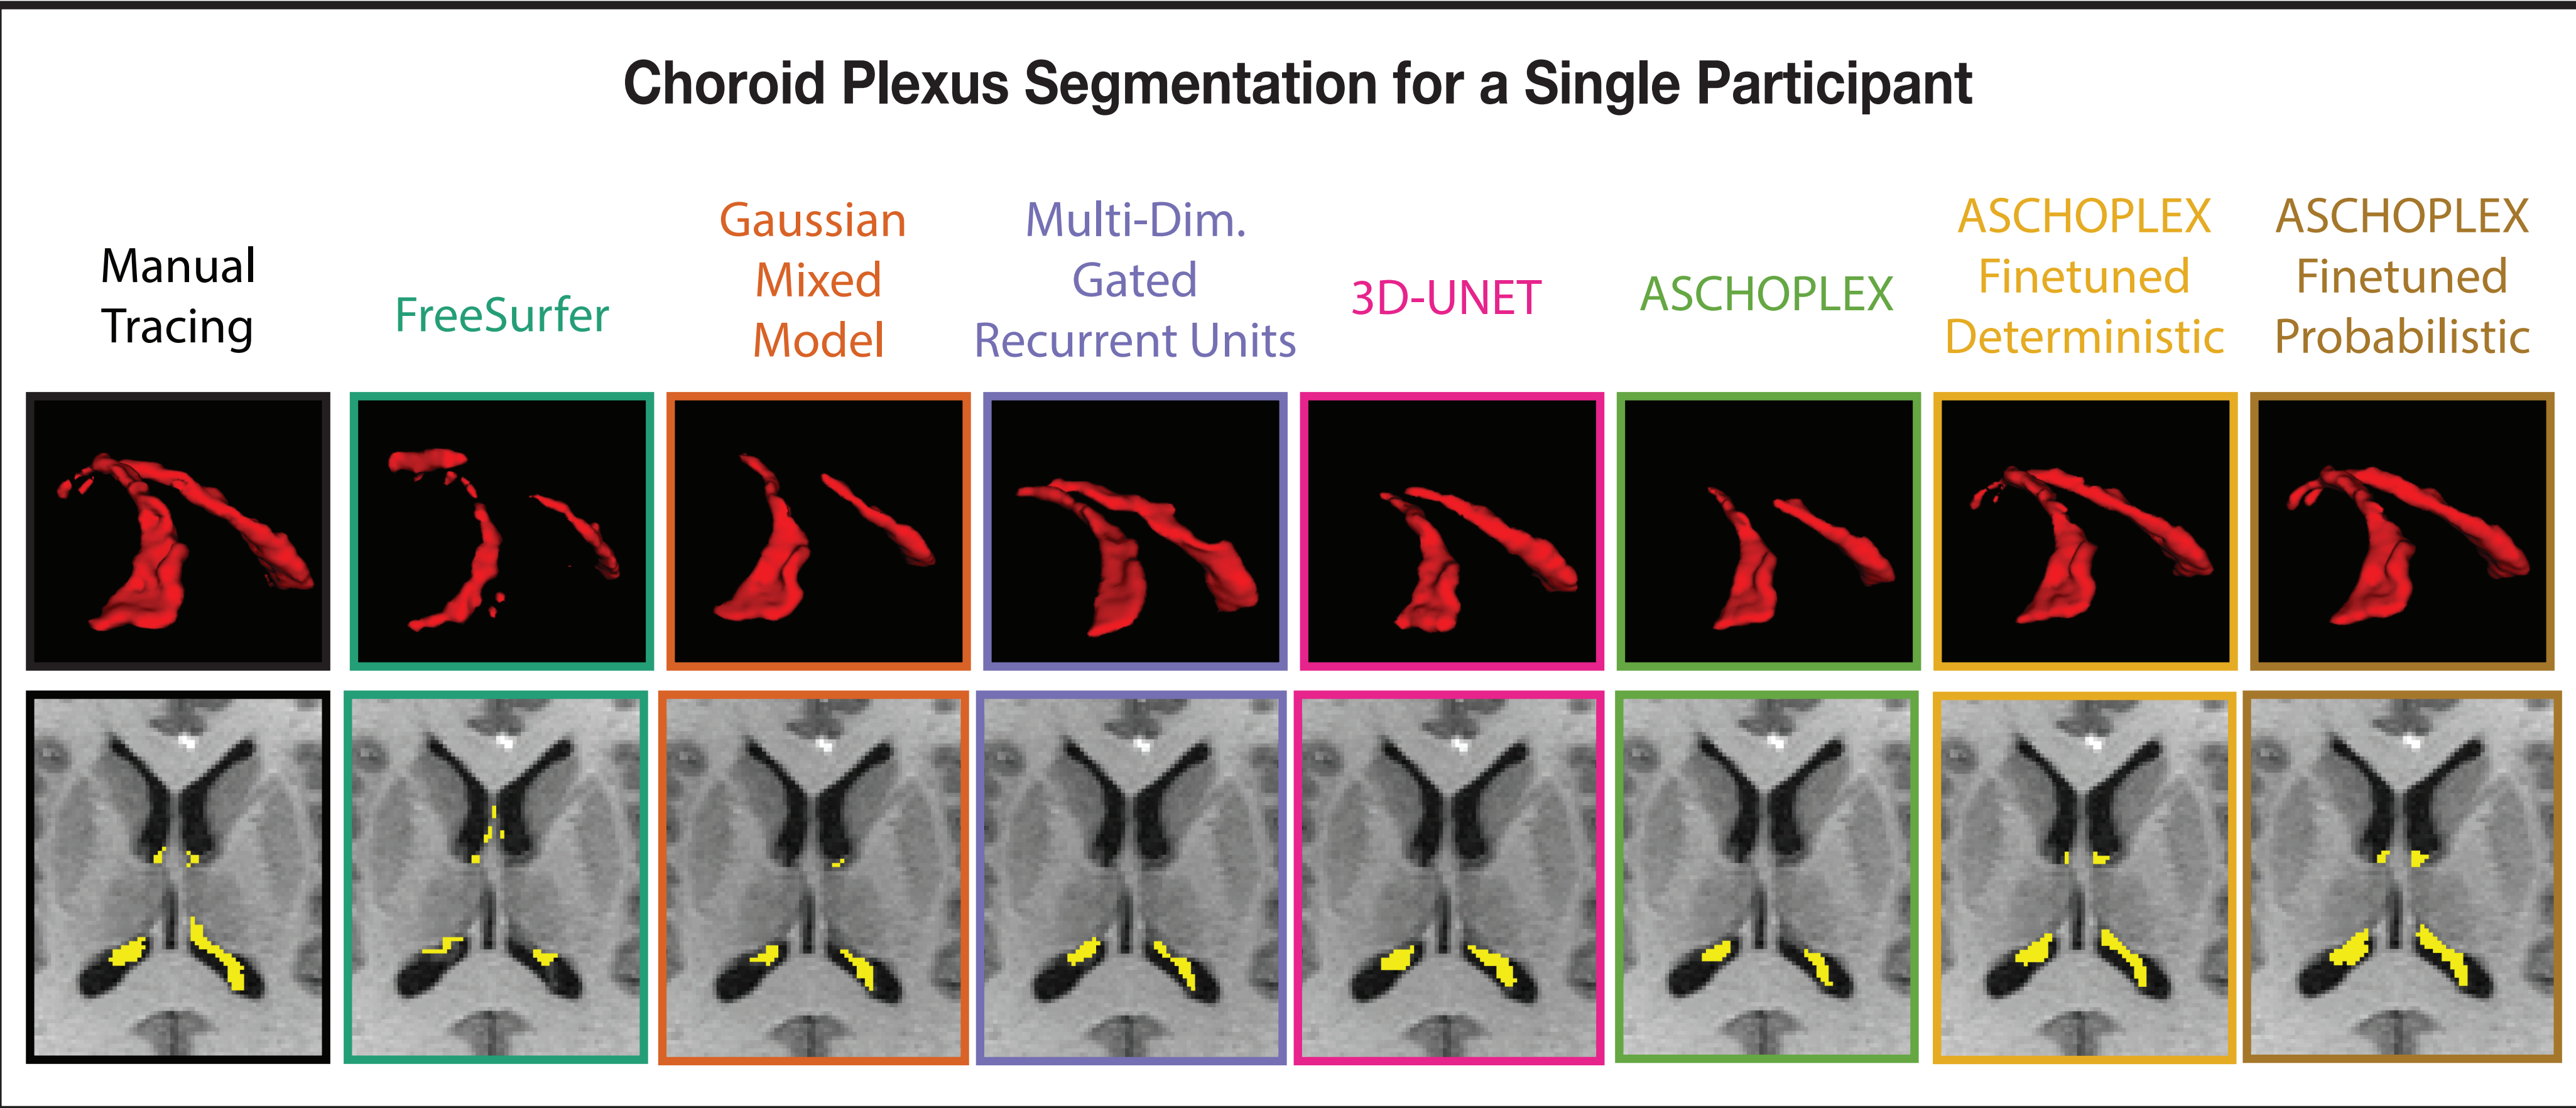 Choroid Plexus Segmentation for a Single Participant
Manual
Tracing
FreeSurfer
Gaussian
Mixed
Model
Multi-Dim.
Gated
Recurrent Units
3D-UNET
ASCHOPLEX
ASCHOPLEX
Finetuned
Deterministic
ASCHOPLEX
Finetuned
Probabilistic